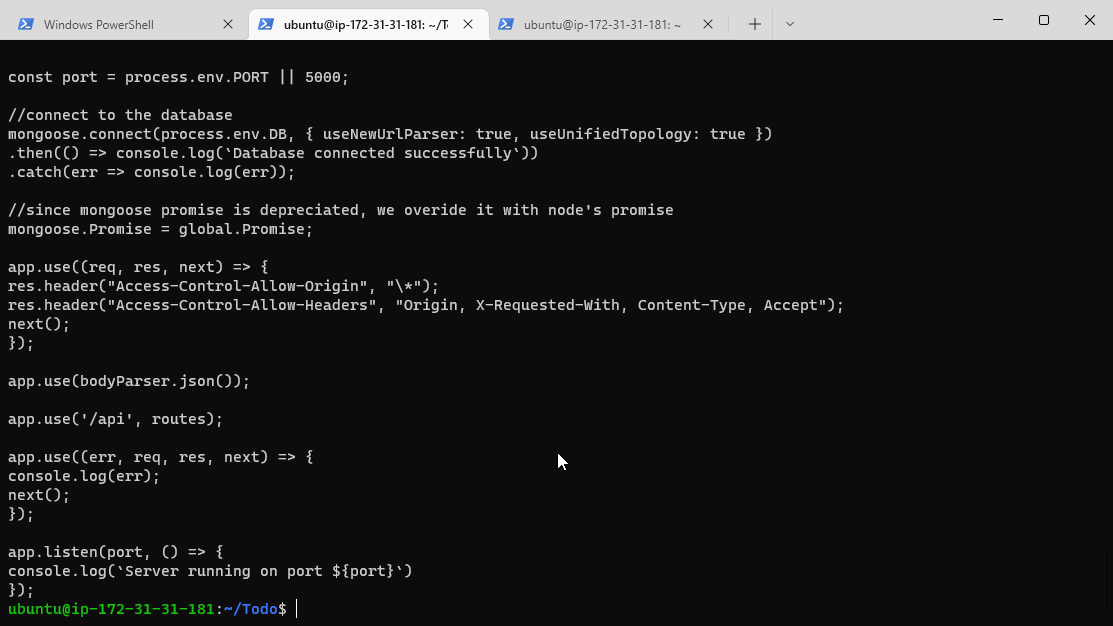 Windows PowerShell
ubuntu@ip-172-31-31-181: ~/To
ubuntu@ip-172-31-31-181: ~
const port = process.env.PORT || 5000;
//connect to the database
mongoose.connect(process.env.DB, { useNewUrlParser: true, useUnifiedTopology: true })
.then(() => console.log(`Database connected successfully`))
.catch(err => console.log(err));
//since mongoose promise is depreciated, we overide it with node's promise
mongoose.Promise = global.Promise;
app.use((req, res, next) => {
res.header("Access-Control-Allow-Origin", "\*");
res.header("Access-Control-Allow-Headers", "Origin, X-Requested-With, Content-Type, Accept");
next();
});
app.use(bodyParser.json());
app.use('/api', routes);
app.use((err, req, res, next) => {
console.log(err);
next();
});
app.listen(port, () => {
console.log(`Server running on port ${port}`)
});
ubuntu@ip-172-31-31-181:~/Todo$